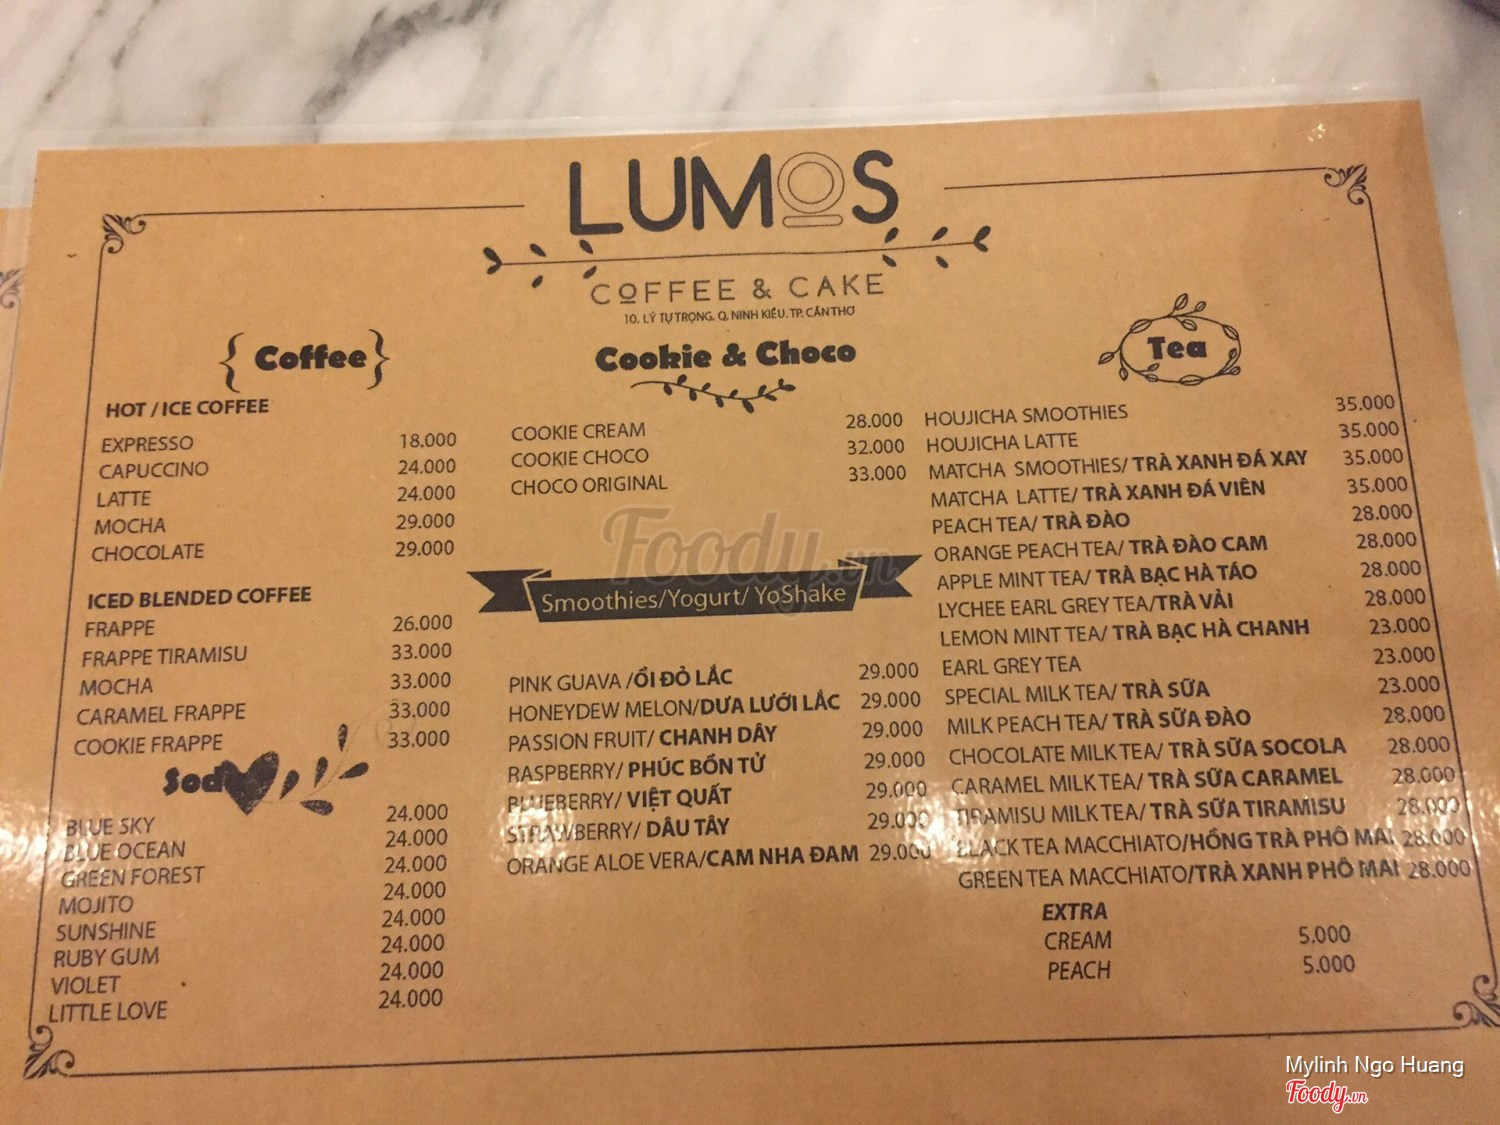 LUMOS
COFFEE & CAKE
10. LÝ TỰ TRỌNG. Q. NINH KIỀU. TP. CẦN THƠ
Coffee
HOT / ICE COFFEE
EXPRESSO 18.000
CAPUCCINO 24.000
LATTE 24.000
MOCHA 29.000
CHOCOLATE 29.000
ICED BLENDED COFFEE
FRAPPE 26.000
FRAPPE TIRAMISU 33.000
MOCHA 33.000
CARAMEL FRAPPE 33.000
COOKIE FRAPPE 33.000
Sod
BLUE SKY 24.000
BLUE OCEAN 24.000
GREEN FOREST 24.000
MOJITO 24.000
SUNSHINE 24.000
RUBY GUM 24.000
VIOLET 24.000
LITTLE LOVE 24.000
Cookie & Choco
COOKIE CREAM 28.000
COOKIE CHOCO 32.000
CHOCO ORIGINAL 33.000
Foody.vn
Smoothies/Yogurt/ YoShake
PINK GUAVA /ỔI ĐỎ LẮC 29.000
HONEYDEW MELON/DƯA LƯỚI LẮC 29.000
PASSION FRUIT/ CHANH DÂY 29.000
RASPBERRY/ PHÚC BỒN TỬ 29.000
BLUEBERRY/ VIỆT QUẤT 29.000
STRAWBERRY/ DÂU TÂY 29.000
ORANGE ALOE VERA/CAM NHA ĐAM 29.000
Tea
HOUJICHA SMOOTHIES 35.000
HOUJICHA LATTE 35.000
MATCHA SMOOTHIES/ TRÀ XANH ĐÁ XAY 35.000
MATCHA LATTE/ TRÀ XANH ĐÁ VIÊN 35.000
PEACH TEA/ TRÀ ĐÀO 28.000
ORANGE PEACH TEA/ TRÀ ĐÀO CAM 28.000
APPLE MINT TEA/ TRÀ BẠC HÀ TÁO 28.000
LYCHEE EARL GREY TEA/TRÀ VẢI 28.000
LEMON MINT TEA/ TRÀ BẠC HÀ CHANH 23.000
EARL GREY TEA 23.000
SPECIAL MILK TEA/ TRÀ SỮA 23.000
MILK PEACH TEA/ TRÀ SỮA ĐÀO 28.000
CHOCOLATE MILK TEA/ TRÀ SỮA SOCOLA 28.000
CARAMEL MILK TEA/ TRÀ SỮA CARAMEL 28.000
TIRAMISU MILK TEA/ TRÀ SỮA TIRAMISU 28.000
BLACK TEA MACCHIATO/HỒNG TRÀ PHÔ MAI 28.000
GREEN TEA MACCHIATO/TRÀ XANH PHÔ MAI 28.000
EXTRA
CREAM 5.000
PEACH 5.000
Mylinh Ngo Huang
Foody.vn